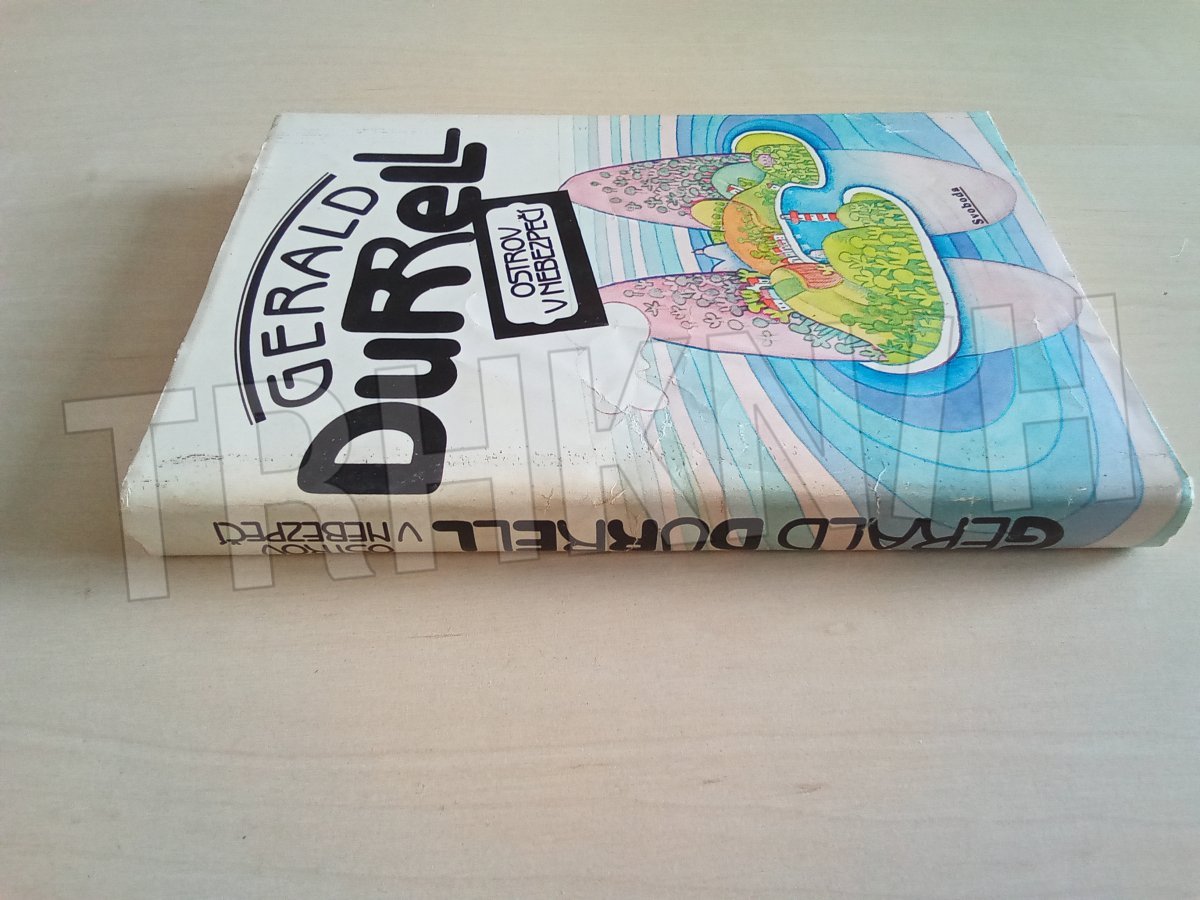 GERALD
DuRReLL
OSTROV
V NEBEZPEČÍ
Svoboda
GERALD DURRELL
OSTROV
V NEBEZPEČÍ
TRHKNIH